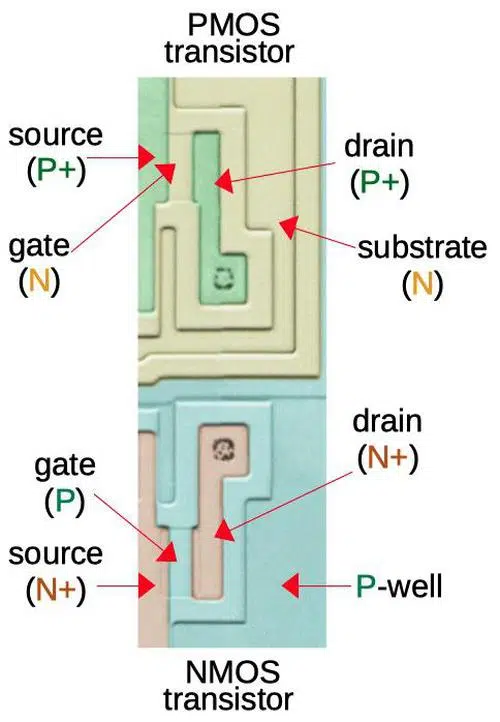 PMOS
transistor
source
(P+)
drain
(P+)
gate
(N)
substrate
(N)
drain
(N+)
gate
(P)
source
(N+)
P-well
NMOS
transistor